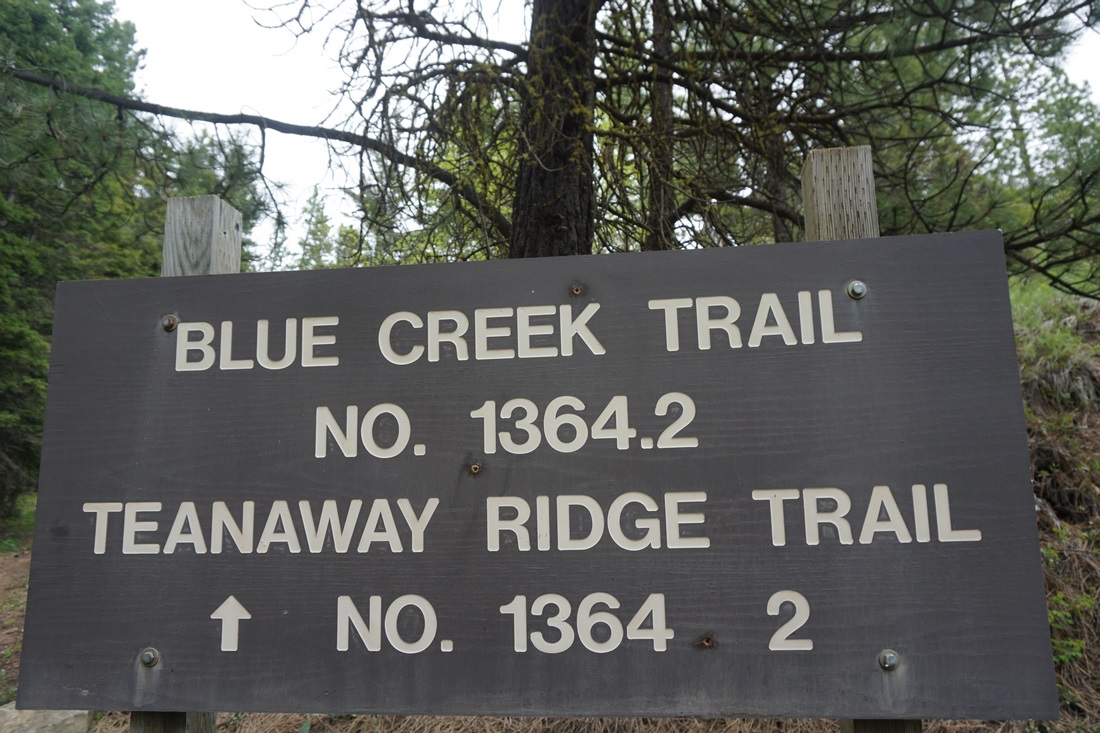 BLUE CREEK TRAIL
NO. 1364.2
TEANAWAY RIDGE TRAIL
↑ NO. 1364 2